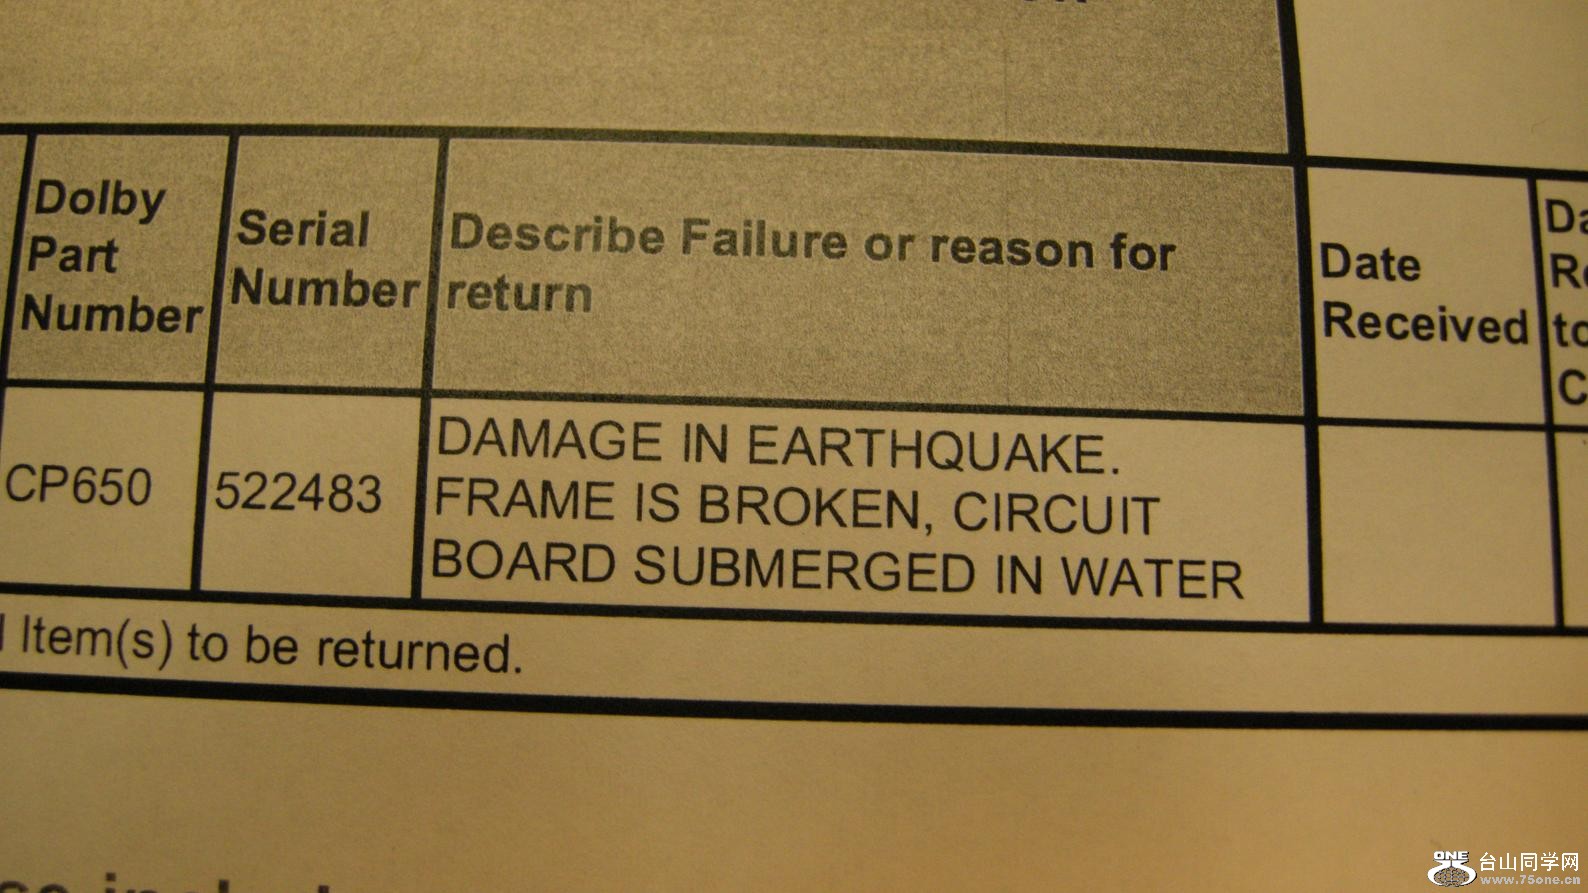 Dolby
Part
Number
Serial
Number
Describe Failure or reason for
return
Date
Received
CP650
522483
DAMAGE IN EARTHQUAKE.
FRAME IS BROKEN, CIRCUIT
BOARD SUBMERGED IN WATER
Item(s) to be returned.
ONE
台山同学网
www.75one.cn